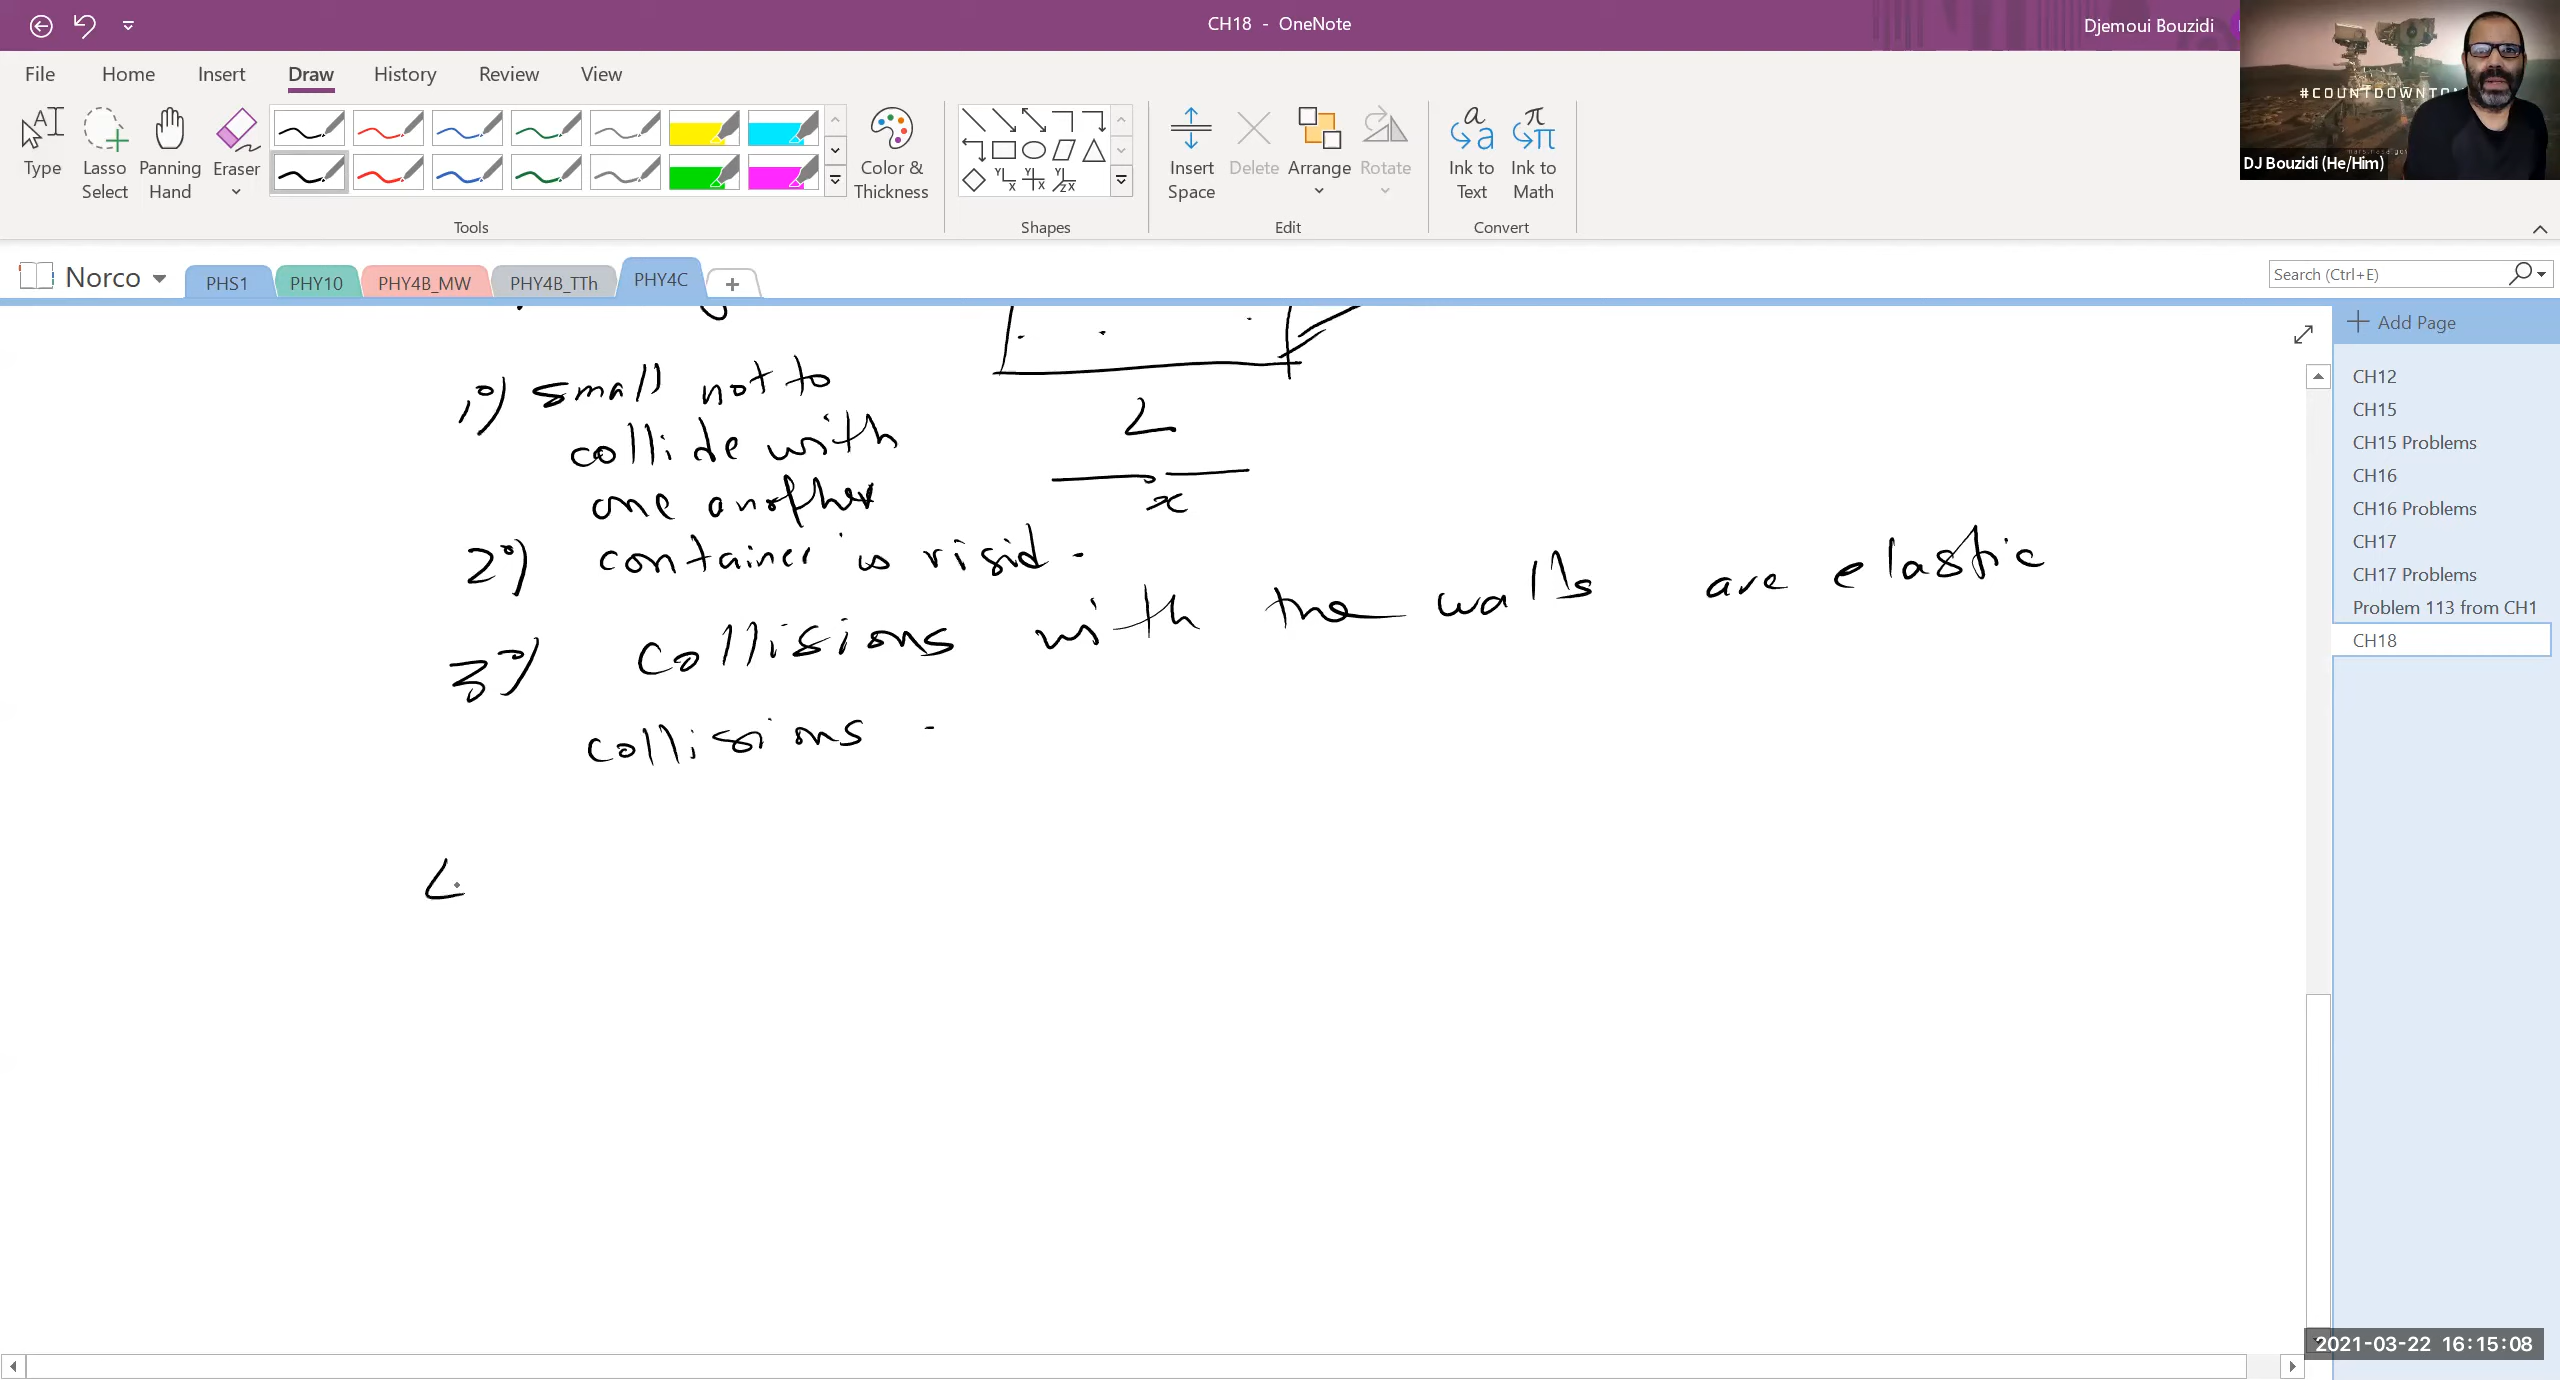 CH18 - OneNote
Djemoui Bouzidi
#COUNTDOWNTO
DJ Bouzidi (He/Him)
File Home Insert Draw History Review View
Type
Lasso Select
Panning Hand
Eraser
Color & Thickness
Insert Space
Delete
Arrange
Rotate
Ink to Text
Ink to Math
Tools
Shapes
Edit
Convert
Norco
PHS1 PHY10 PHY4B_MW PHY4B_TTh PHY4C +
Search (Ctrl+E)
Add Page
CH12
CH15
CH15 Problems
CH16
CH16 Problems
CH17
CH17 Problems
Problem 113 from CH1
CH18
1°) small not to
collide with
one another
L
x
2°) container is rigid.
3°) collisions with the walls are elastic
collissions .
2021-03-22 16:15:08